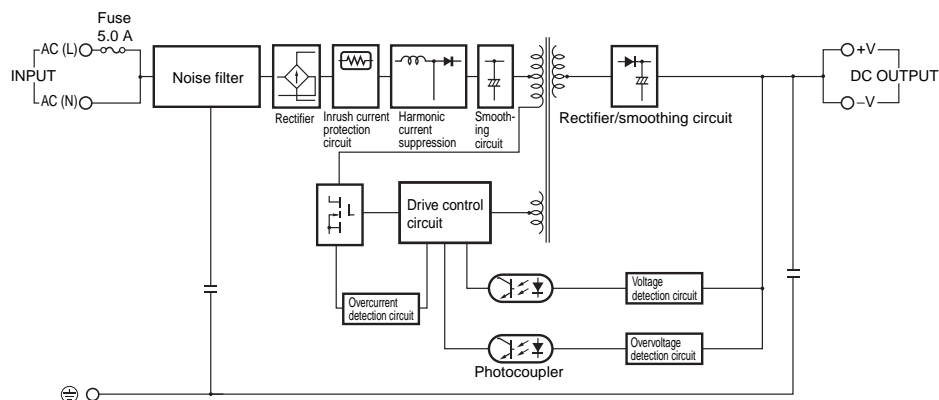 Fuse
5.0 A
AC (L)
INPUT
AC (N)
Noise filter
Rectifier
Inrush current
protection
circuit
Harmonic
current
suppression
Smooth-
ing
circuit
Rectifier/smoothing circuit
+V
DC OUTPUT
–V
Drive control
circuit
Overcurrent
detection circuit
Voltage
detection circuit
Overvoltage
detection circuit
Photocoupler